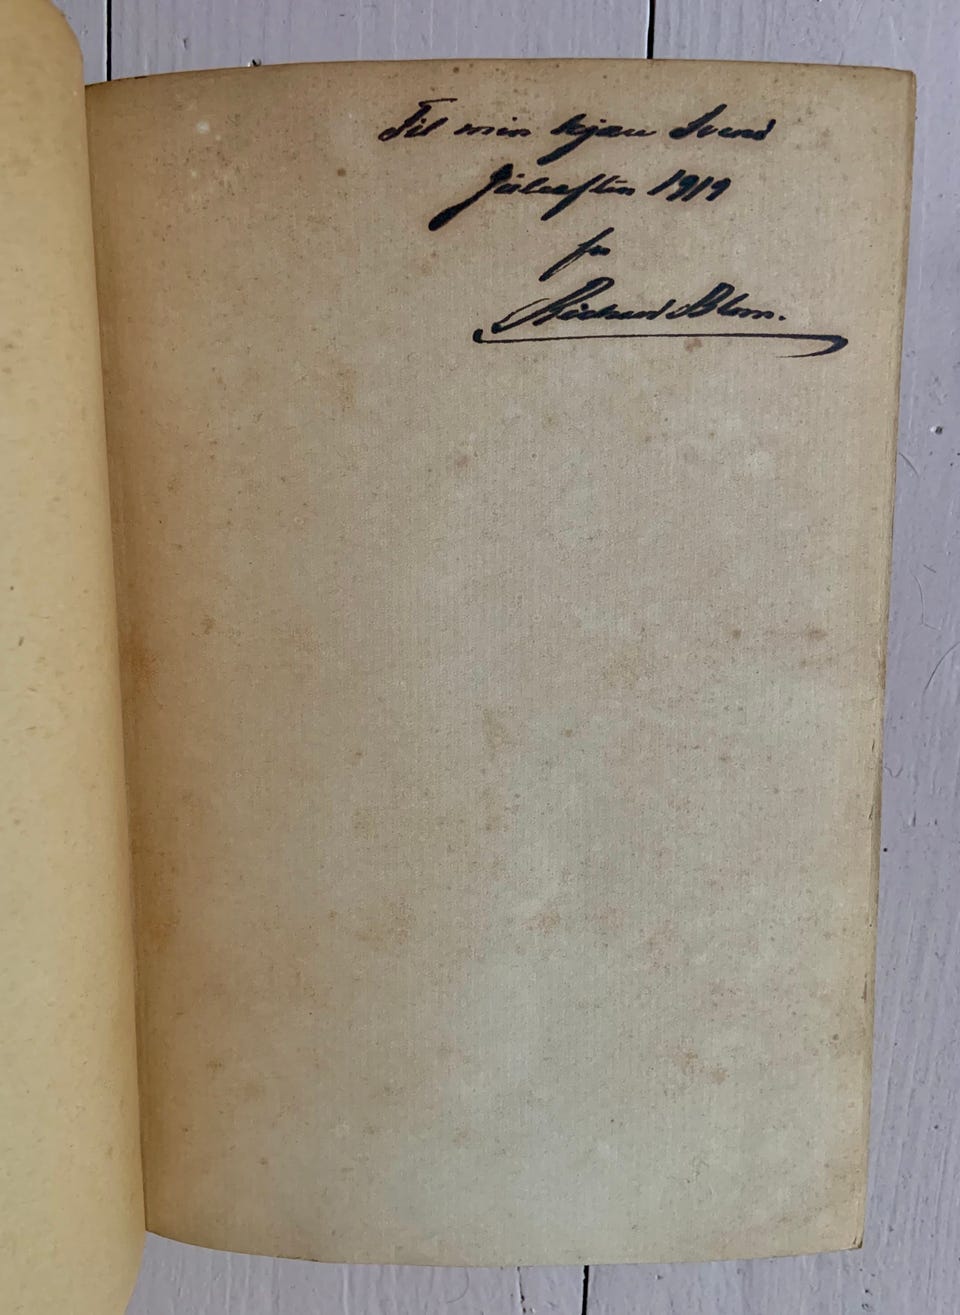 Til min kjære Svend
Juleaften 1919
fra
Richard Blom.